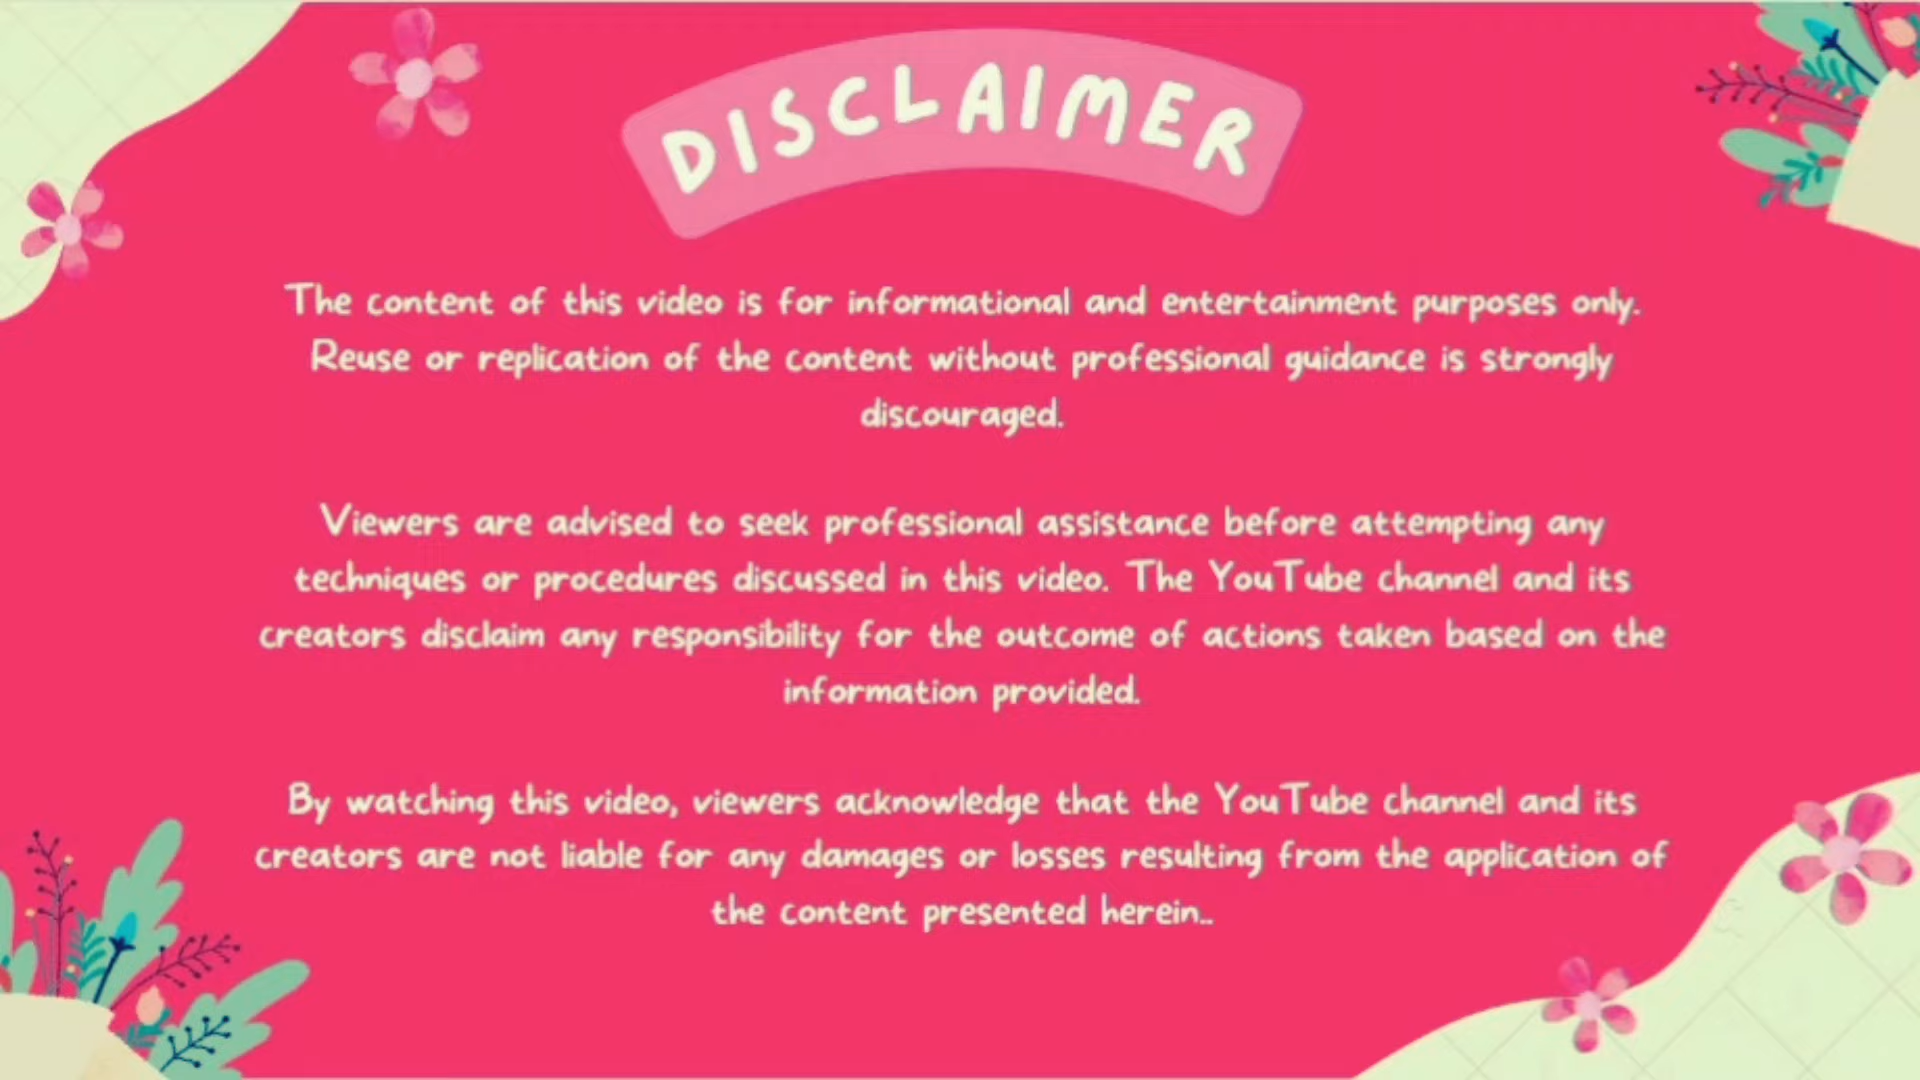 DISCLAIMER
The content of this video is for informational and entertainment purposes only.
Reuse or replication of the content without professional guidance is strongly
discouraged.
Viewers are advised to seek professional assistance before attempting any
techniques or procedures discussed in this video. The YouTube channel and its
creators disclaim any responsibility for the outcome of actions taken based on the
information provided.
By watching this video, viewers acknowledge that the YouTube channel and its
creators are not liable for any damages or losses resulting from the application of
the content presented herein..